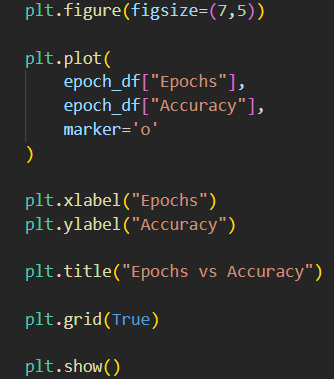 plt.figure(figsize=(7,5))
plt.plot(
    epoch_df["Epochs"],
    epoch_df["Accuracy"],
    marker='o'
)
plt.xlabel("Epochs")
plt.ylabel("Accuracy")
plt.title("Epochs vs Accuracy")
plt.grid(True)
plt.show()